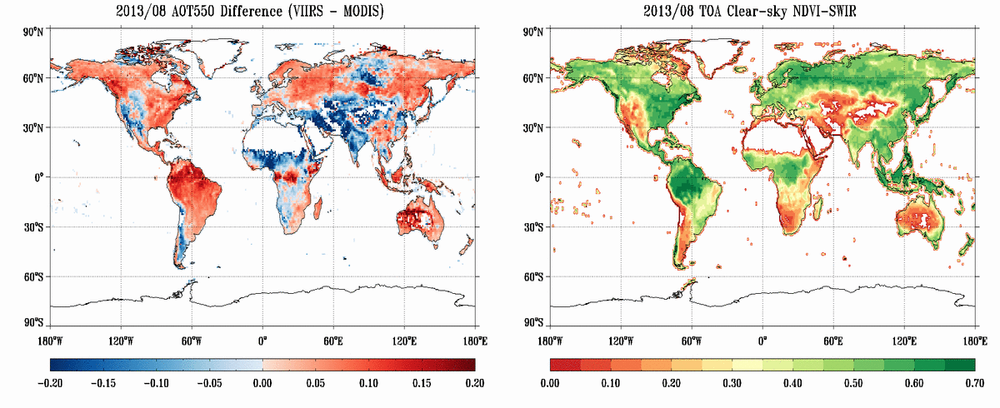 2013/08 AOT550 Difference (VIIRS - MODIS)
90°N
60°N
30°N
0°
30°S
60°S
90°S
180°W 120°W 60°W 0° 60°E 120°E 180°E
-0.20 -0.15 -0.10 -0.05 0.00 0.05 0.10 0.15 0.20
2013/08 TOA Clear-sky NDVI-SWIR
90°N
60°N
30°N
0°
30°S
60°S
90°S
180°W 120°W 60°W 0° 60°E 120°E 180°E
0.00 0.10 0.20 0.30 0.40 0.50 0.60 0.70